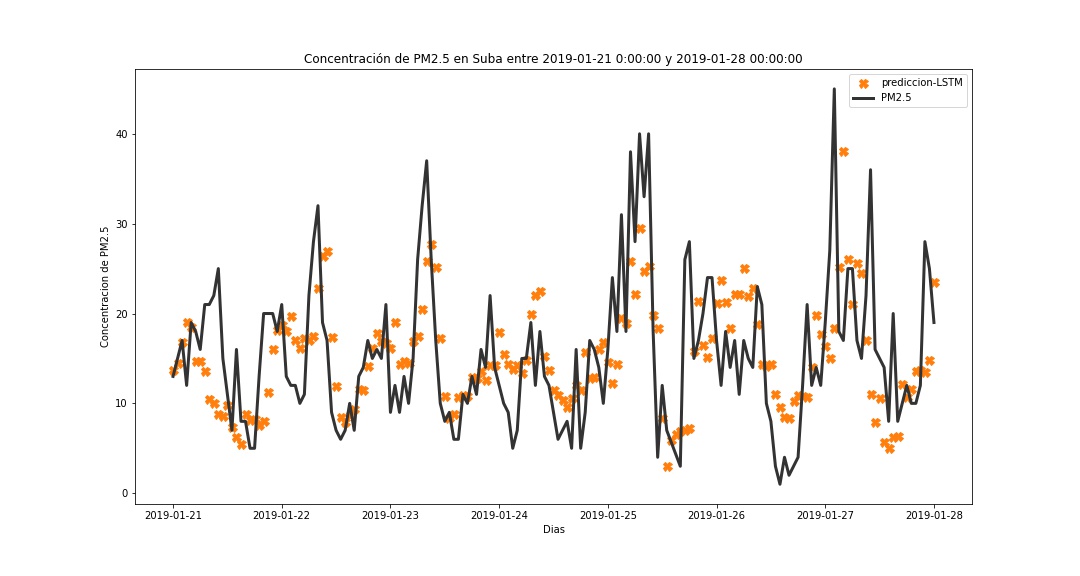 Concentración de PM2.5 en Suba entre 2019-01-21 0:00:00 y 2019-01-28 00:00:00
prediccion-LSTM
PM2.5
Concentracion de PM2.5
40
30
20
10
0
2019-01-21 2019-01-22 2019-01-23 2019-01-24 2019-01-25 2019-01-26 2019-01-27 2019-01-28
Dias